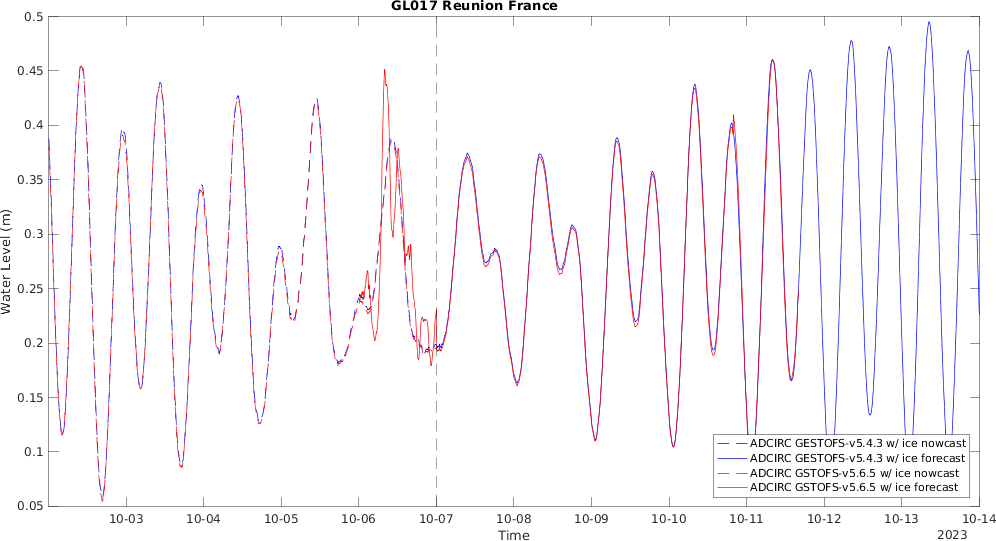 GL017 Reunion France
0.5
0.45
0.4
0.35
0.3
0.25
0.2
0.15
0.1
0.05
Water Level (m)
ADCIRC GESTOFS-v5.4.3 w/ ice nowcast
ADCIRC GESTOFS-v5.4.3 w/ ice forecast
ADCIRC GSTOFS-v5.6.5 w/ ice nowcast
ADCIRC GSTOFS-v5.6.5 w/ ice forecast
10-03 10-04 10-05 10-06 10-07 10-08 10-09 10-10 10-11 10-12 10-13 10-14
Time
2023